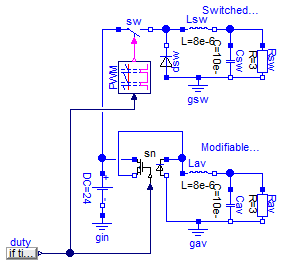 Switched...
sw
Lsw
L=8e-6
wsp
C=10e-
Csw
R=3
Rsw
PWM
gsw
Modifiable...
sn
Lav
L=8e-6
C=10e-
Cav
R=3
Rav
+
DC=24
-
gin
gav
duty
if ti...